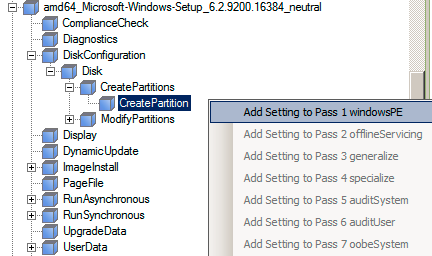 amd64_Microsoft-Windows-Setup_6.2.9200.16384_neutral
ComplianceCheck
Diagnostics
DiskConfiguration
Disk
CreatePartitions
CreatePartition
ModifyPartitions
Display
DynamicUpdate
ImageInstall
PageFile
RunAsynchronous
RunSynchronous
UpgradeData
UserData
Add Setting to Pass 1 windowsPE
Add Setting to Pass 2 offlineServicing
Add Setting to Pass 3 generalize
Add Setting to Pass 4 specialize
Add Setting to Pass 5 auditSystem
Add Setting to Pass 6 auditUser
Add Setting to Pass 7 oobeSystem